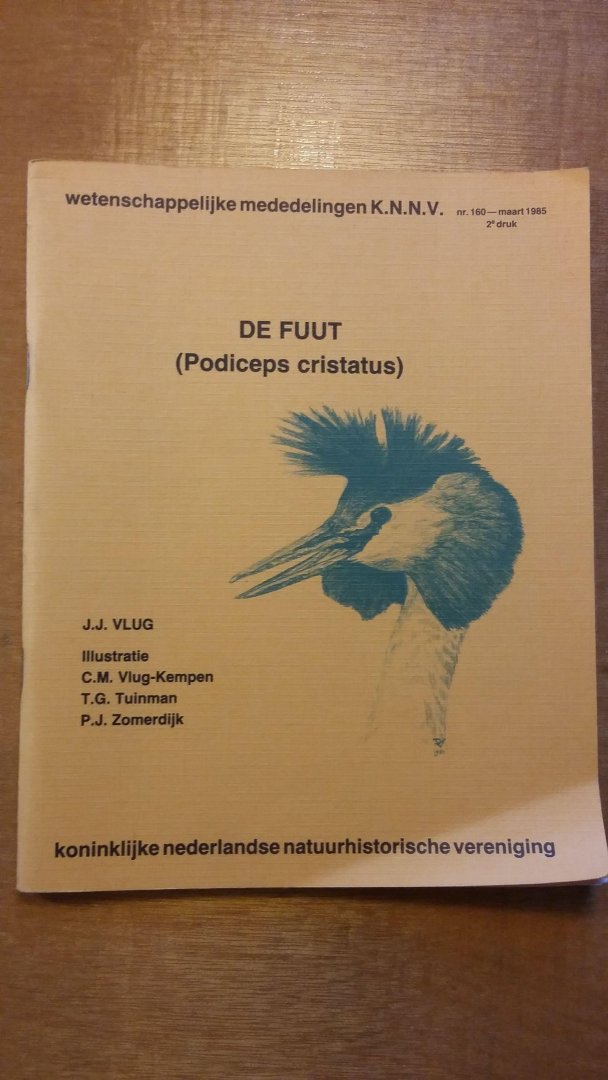 wetenschappelijke mededelingen K.N.N.V. nr. 160 — maart 1985
2e druk
DE FUUT
(Podiceps cristatus)
J.J. VLUG
Illustratie
C.M. Vlug-Kempen
T.G. Tuinman
P.J. Zomerdijk
koninklijke nederlandse natuurhistorische vereniging